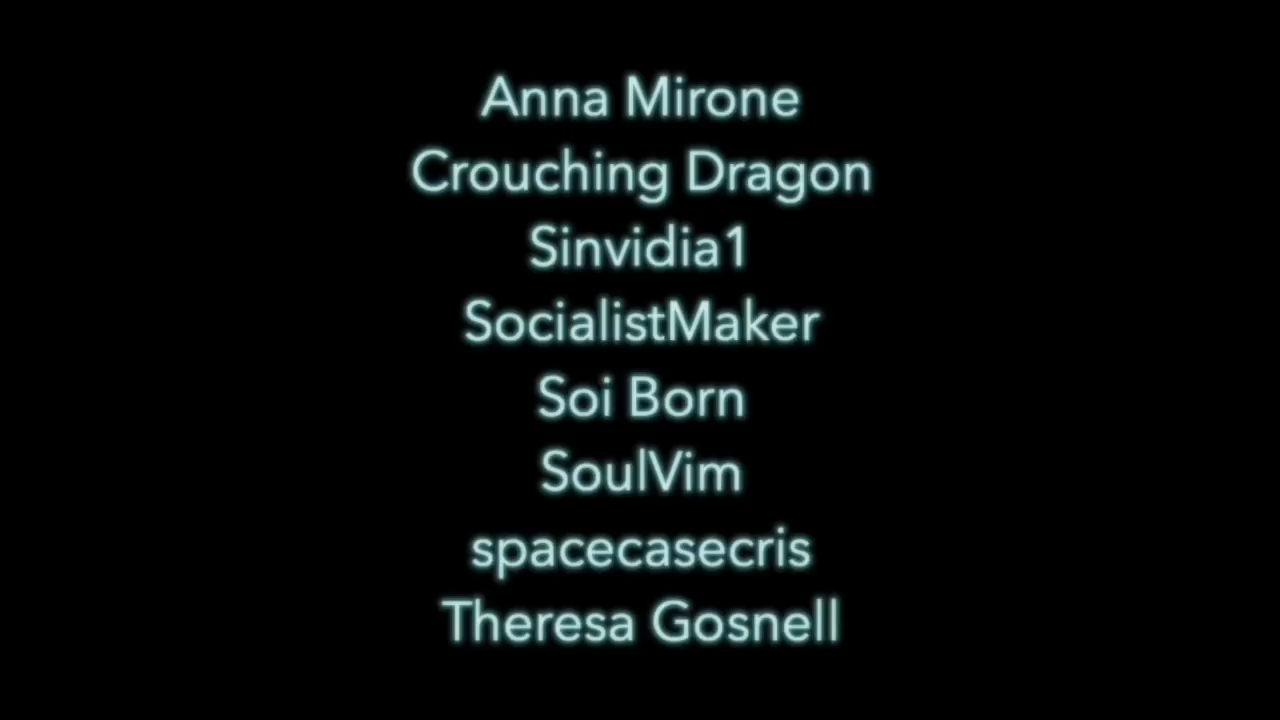 Anna Mirone
Crouching Dragon
Sinvidia1
SocialistMaker
Soi Born
SoulVim
spacecasecris
Theresa Gosnell